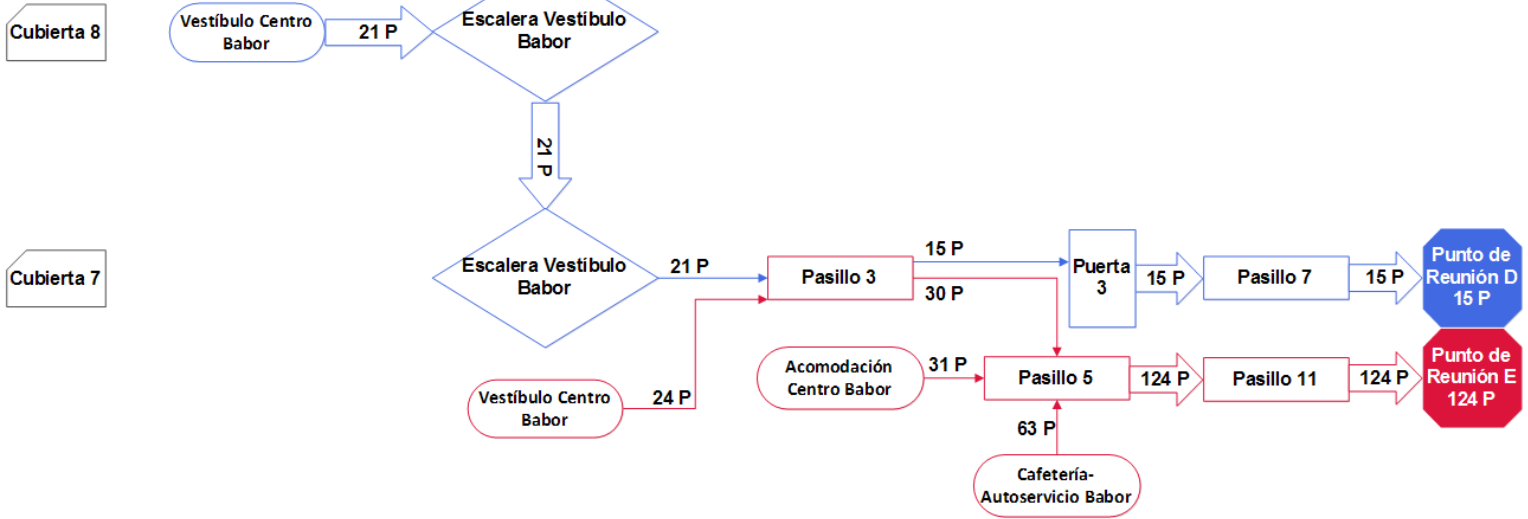 Cubierta 8
Vestíbulo Centro
Babor
21 P
Escalera Vestíbulo
Babor
21 P
Cubierta 7
Escalera Vestíbulo
Babor
21 P
Pasillo 3
15 P
30 P
Puerta
3
15 P
Pasillo 7
15 P
Punto de
Reunión D
15 P
Vestíbulo Centro
Babor
24 P
Acomodación
Centro Babor
31 P
Pasillo 5
124 P
Pasillo 11
124 P
Punto de
Reunión E
124 P
63 P
Cafetería-
Autoservicio Babor